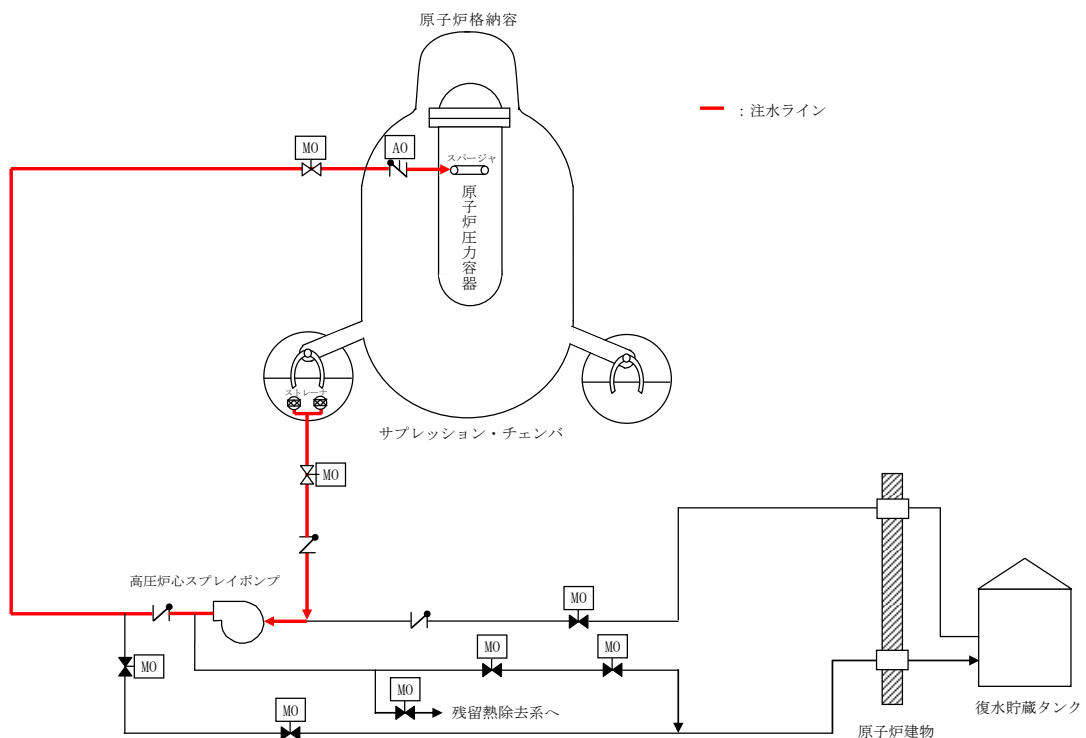 原子炉格納容
： 注水ライン
MO
AO
スパージャ
原子炉圧力容器
ストレーナ
サプレッション・チェンバ
MO
高圧炉心スプレイポンプ
MO
MO
MO
MO
MO
MO
残留熱除去系へ
復水貯蔵タンク
原子炉建物